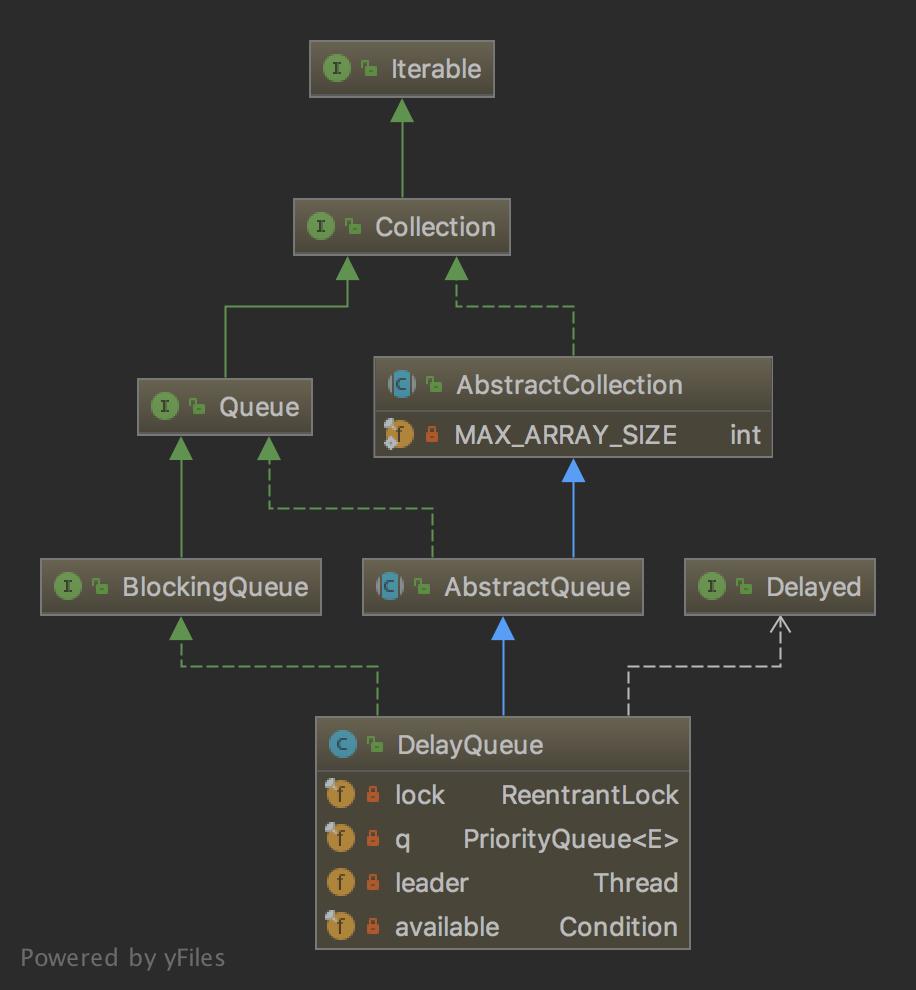 Iterable
Collection
Queue
AbstractCollection
MAX_ARRAY_SIZE int
BlockingQueue
AbstractQueue
Delayed
DelayQueue
lock ReentrantLock
q PriorityQueue<E>
leader Thread
available Condition
Powered by yFiles